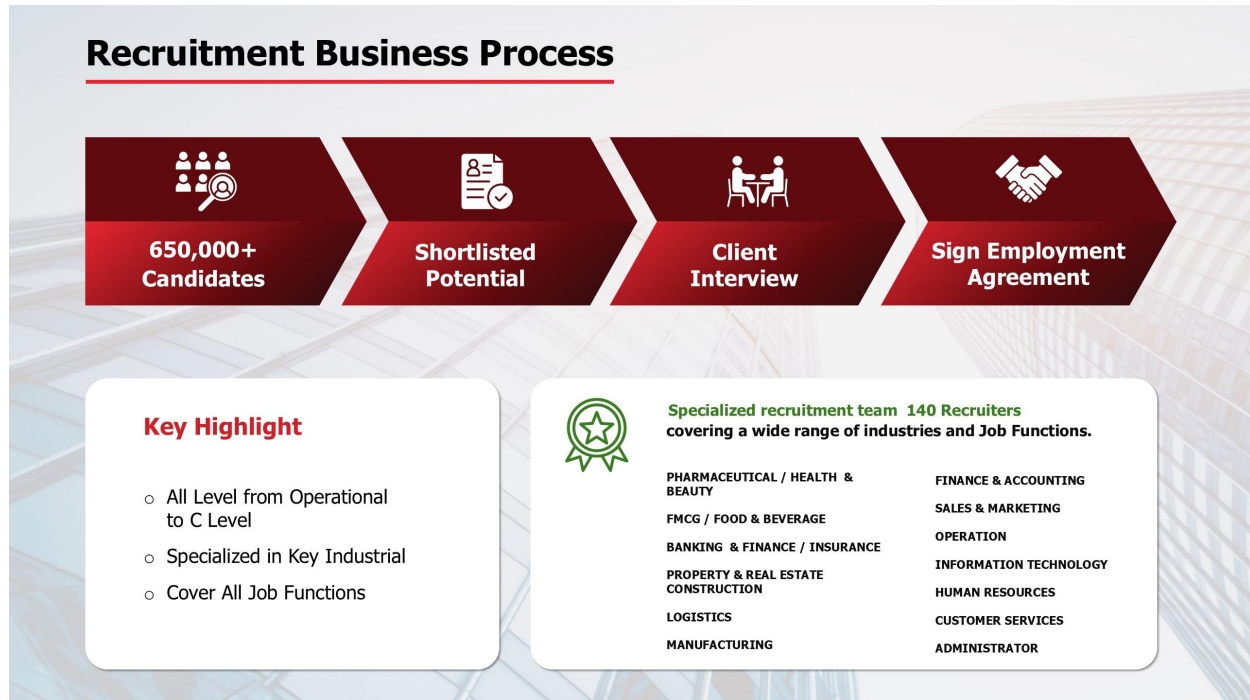 Recruitment Business Process
650,000+
Candidates
Shortlisted
Potential
Client
Interview
Sign Employment
Agreement
Key Highlight
All Level from Operational
to C Level
Specialized in Key Industrial
Cover All Job Functions
Specialized recruitment team 140 Recruiters
covering a wide range of industries and Job Functions.
PHARMACEUTICAL / HEALTH &
BEAUTY
FMCG / FOOD & BEVERAGE
BANKING & FINANCE / INSURANCE
PROPERTY & REAL ESTATE
CONSTRUCTION
LOGISTICS
MANUFACTURING
FINANCE & ACCOUNTING
SALES & MARKETING
OPERATION
INFORMATION TECHNOLOGY
HUMAN RESOURCES
CUSTOMER SERVICES
ADMINISTRATOR